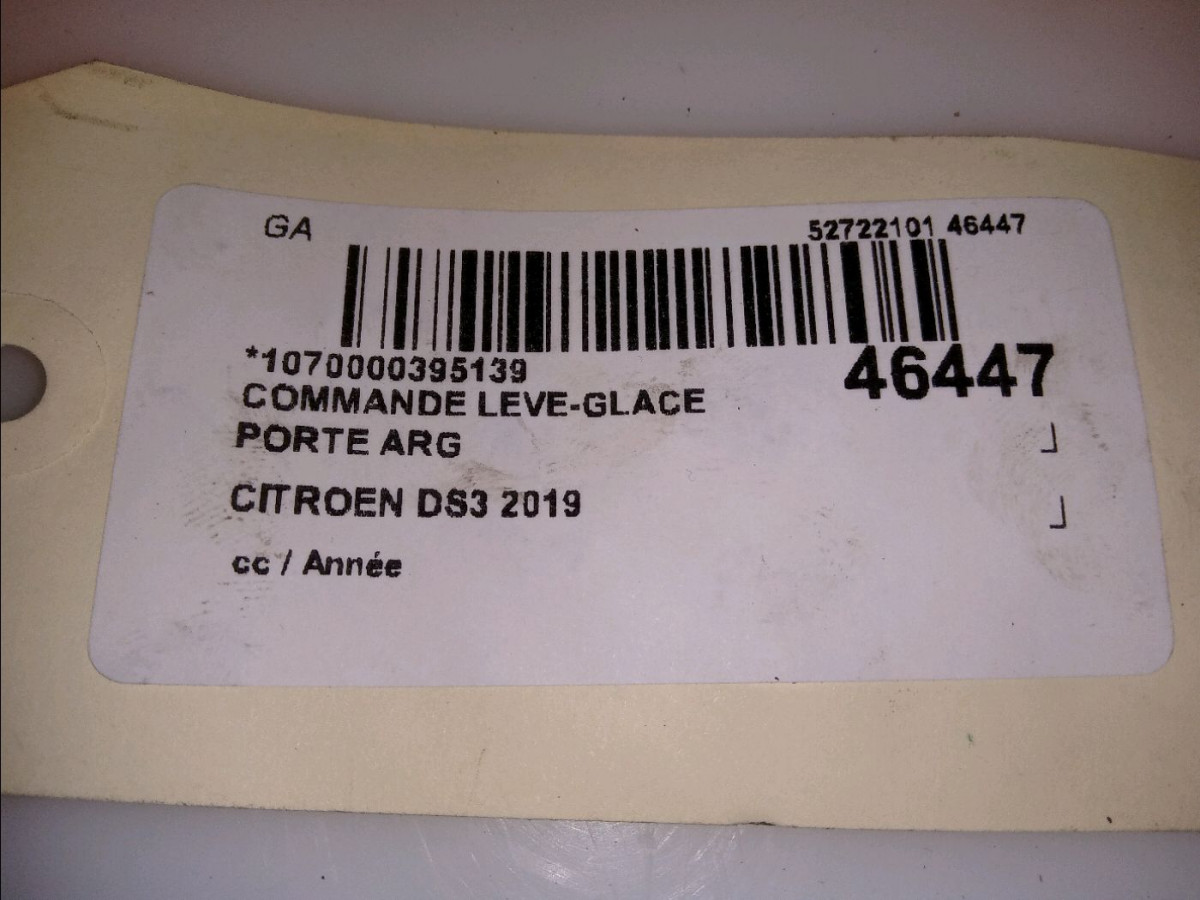 GA 52722101 46447
*1070000395139 46447
COMMANDE LEVE-GLACE
PORTE ARG
CITROEN DS3 2019
cc / Année